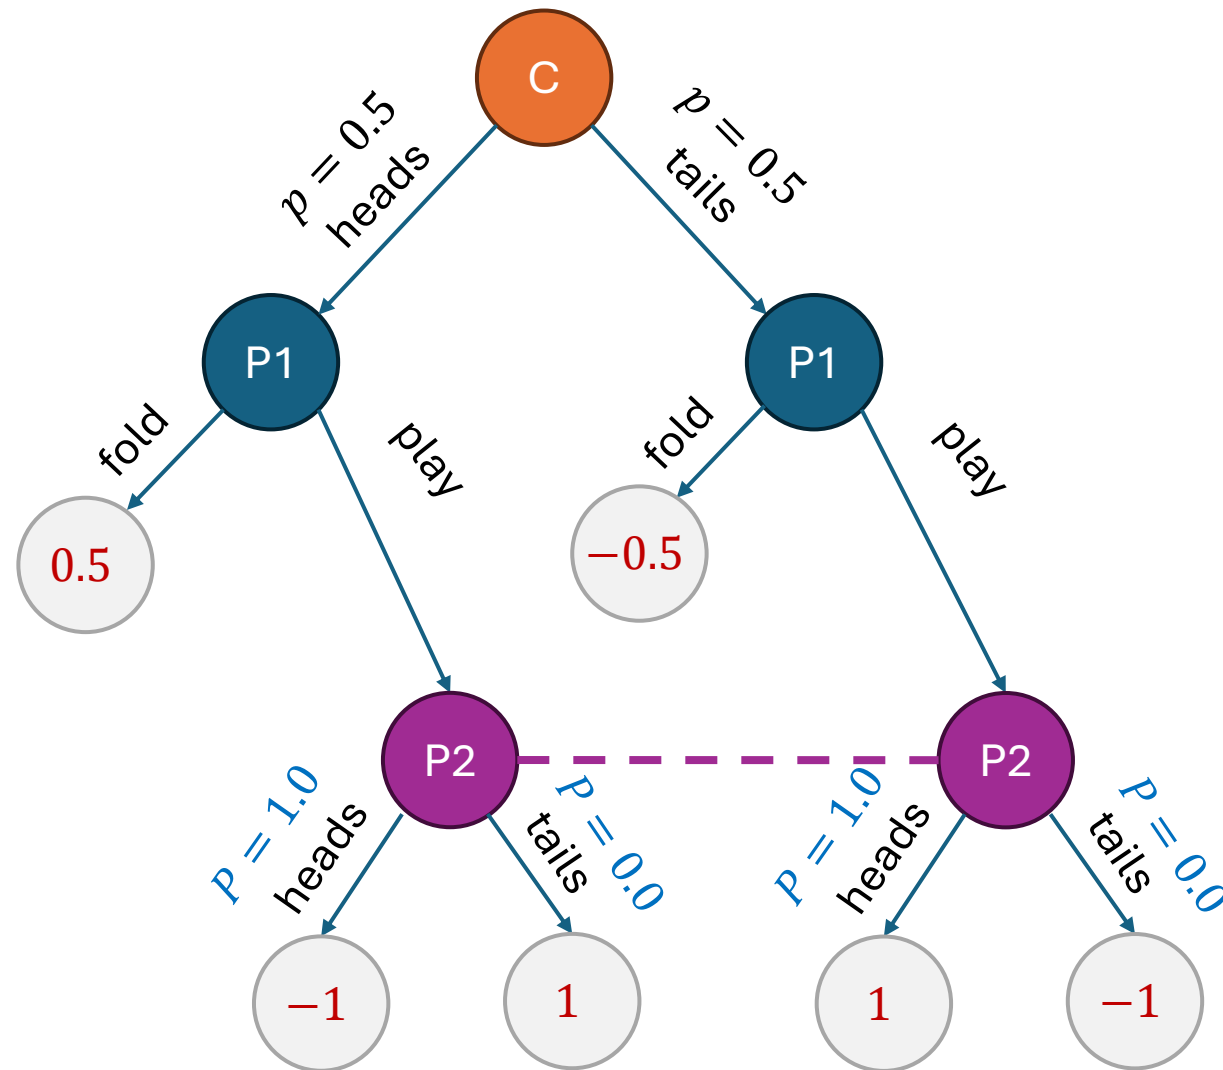 C
p = 0.5
heads
p = 0.5
tails
P1
P1
fold
play
fold
play
0.5
−0.5
P2
P2
P = 1.0
heads
P = 0.0
tails
P = 1.0
heads
P = 0.0
tails
−1
1
1
−1